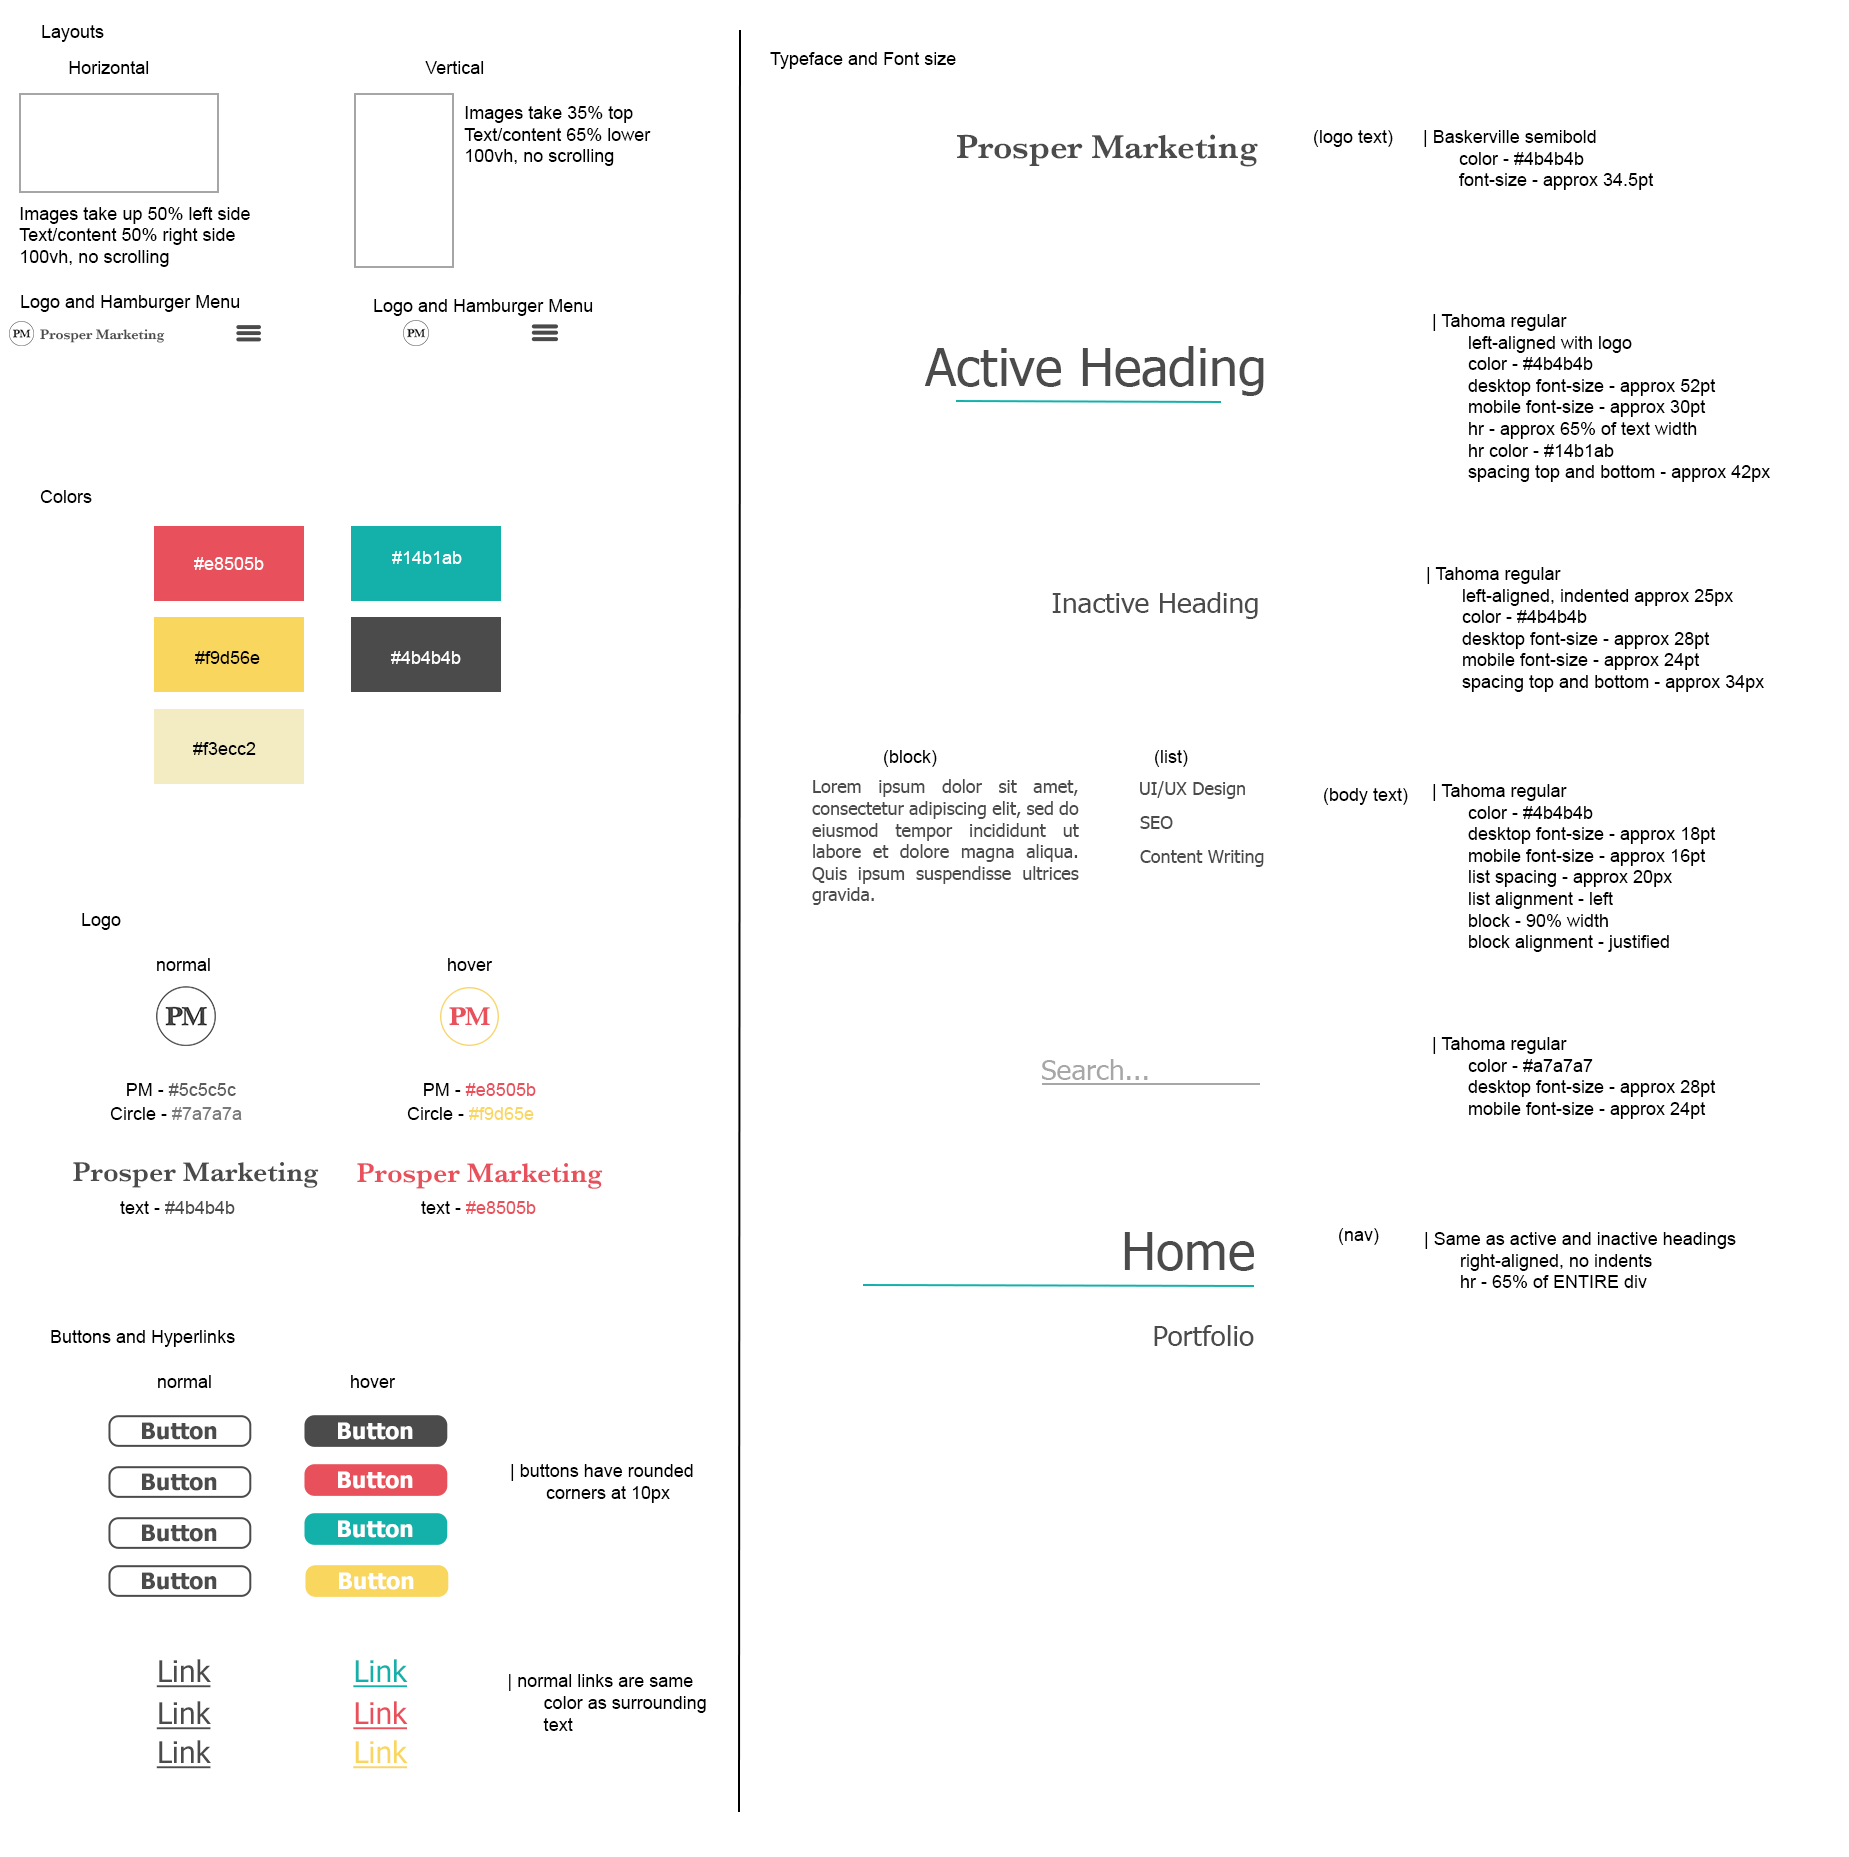 Layouts
Horizontal
Images take up 50% left side
Text/content 50% right side
100vh, no scrolling
Logo and Hamburger Menu
PM Prosper Marketing
Vertical
Images take 35% top
Text/content 65% lower
100vh, no scrolling
Logo and Hamburger Menu
PM
Colors
#e8505b
#14b1ab
#f9d56e
#4b4b4b
#f3ecc2
Logo
normal
PM
PM - #5c5c5c
Circle - #7a7a7a
Prosper Marketing
text - #4b4b4b
hover
PM
PM - #e8505b
Circle - #f9d65e
Prosper Marketing
text - #e8505b
Buttons and Hyperlinks
normal
hover
Button
Button
Button
Button
Button
Button
Button
Button
| buttons have rounded
corners at 10px
Link
Link
Link
Link
Link
Link
| normal links are same
color as surrounding
text
Typeface and Font size
Prosper Marketing
(logo text)
| Baskerville semibold
color - #4b4b4b
font-size - approx 34.5pt
Active Heading
| Tahoma regular
left-aligned with logo
color - #4b4b4b
desktop font-size - approx 52pt
mobile font-size - approx 30pt
hr - approx 65% of text width
hr color - #14b1ab
spacing top and bottom - approx 42px
Inactive Heading
| Tahoma regular
left-aligned, indented approx 25px
color - #4b4b4b
desktop font-size - approx 28pt
mobile font-size - approx 24pt
spacing top and bottom - approx 34px
(block)
Lorem ipsum dolor sit amet,
consectetur adipiscing elit, sed do
eiusmod tempor incididunt ut
labore et dolore magna aliqua.
Quis ipsum suspendisse ultrices
gravida.
(list)
UI/UX Design
SEO
Content Writing
(body text)
| Tahoma regular
color - #4b4b4b
desktop font-size - approx 18pt
mobile font-size - approx 16pt
list spacing - approx 20px
list alignment - left
block - 90% width
block alignment - justified
Search...
| Tahoma regular
color - #a7a7a7
desktop font-size - approx 28pt
mobile font-size - approx 24pt
Home
Portfolio
(nav)
| Same as active and inactive headings
right-aligned, no indents
hr - 65% of ENTIRE div